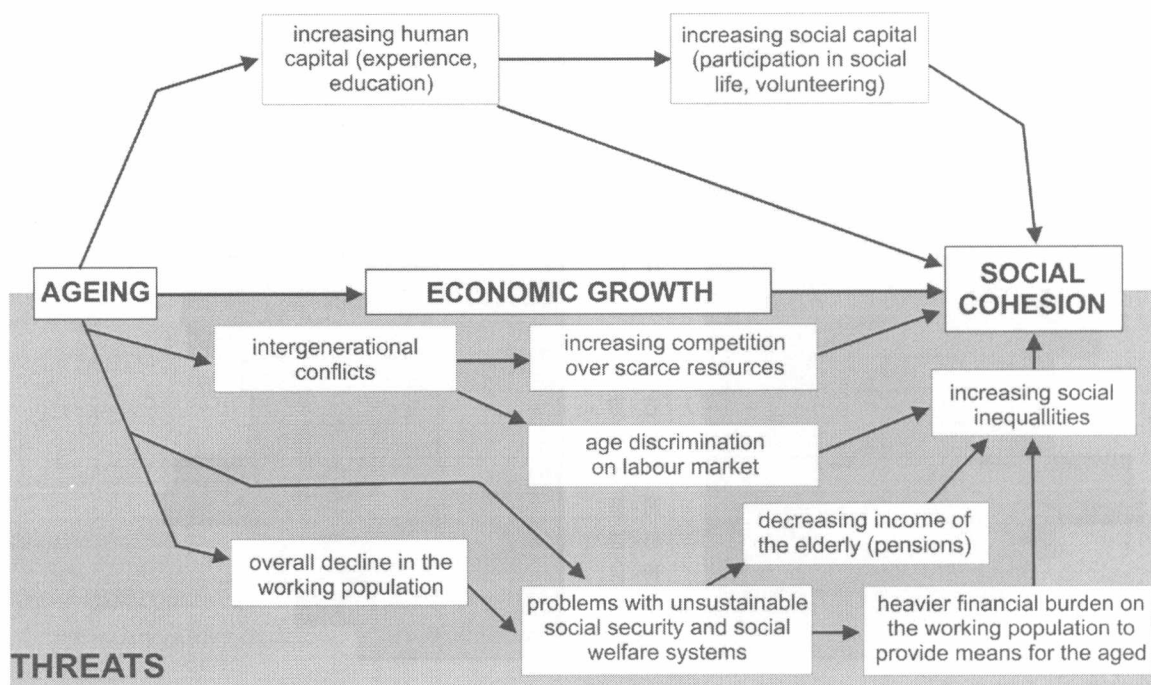 increasing human
capital (experience,
education)
increasing social capital
(participation in social
life, volunteering)
AGEING
ECONOMIC GROWTH
SOCIAL
COHESION
intergenerational
conflicts
increasing competition
over scarce resources
increasing social
inequallities
age discrimination
on labour market
decreasing income of
the elderly (pensions)
overall decline in the
working population
problems with unsustainable
social security and social
welfare systems
heavier financial burden on
the working population to
provide means for the aged
THREATS